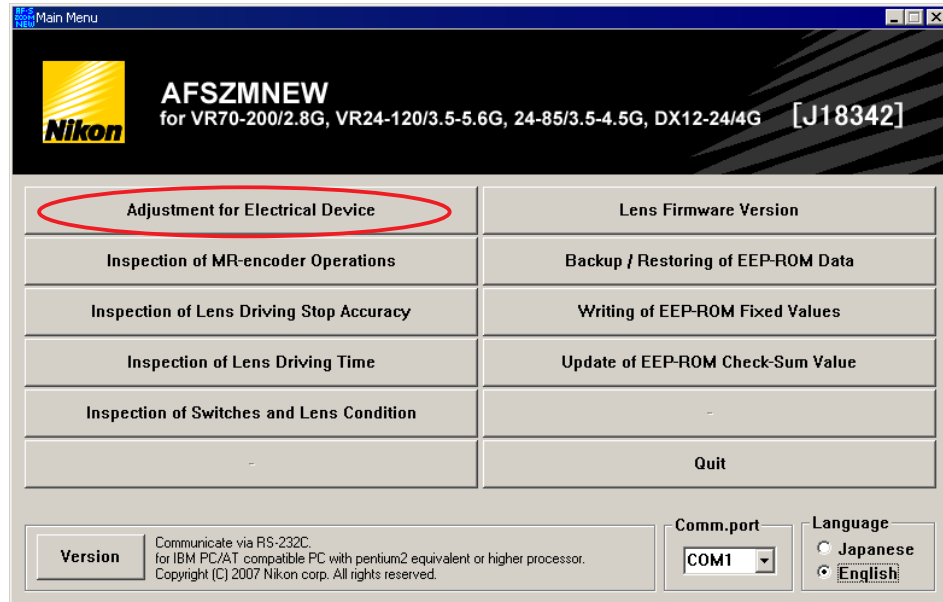 AF-S
ZOOM
NEW
Main Menu
Nikon
AFSZMNEW
for VR70-200/2.8G, VR24-120/3.5-5.6G, 24-85/3.5-4.5G, DX12-24/4G
[J18342]
Adjustment for Electrical Device
Lens Firmware Version
Inspection of MR-encoder Operations
Backup / Restoring of EEP-ROM Data
Inspection of Lens Driving Stop Accuracy
Writing of EEP-ROM Fixed Values
Inspection of Lens Driving Time
Update of EEP-ROM Check-Sum Value
Inspection of Switches and Lens Condition
-
-
Quit
Version
Communicate via RS-232C.
for IBM PC/AT compatible PC with pentium2 equivalent or higher processor.
Copyright (C) 2007 Nikon corp. All rights reserved.
Comm.port
COM1
Language
Japanese
English